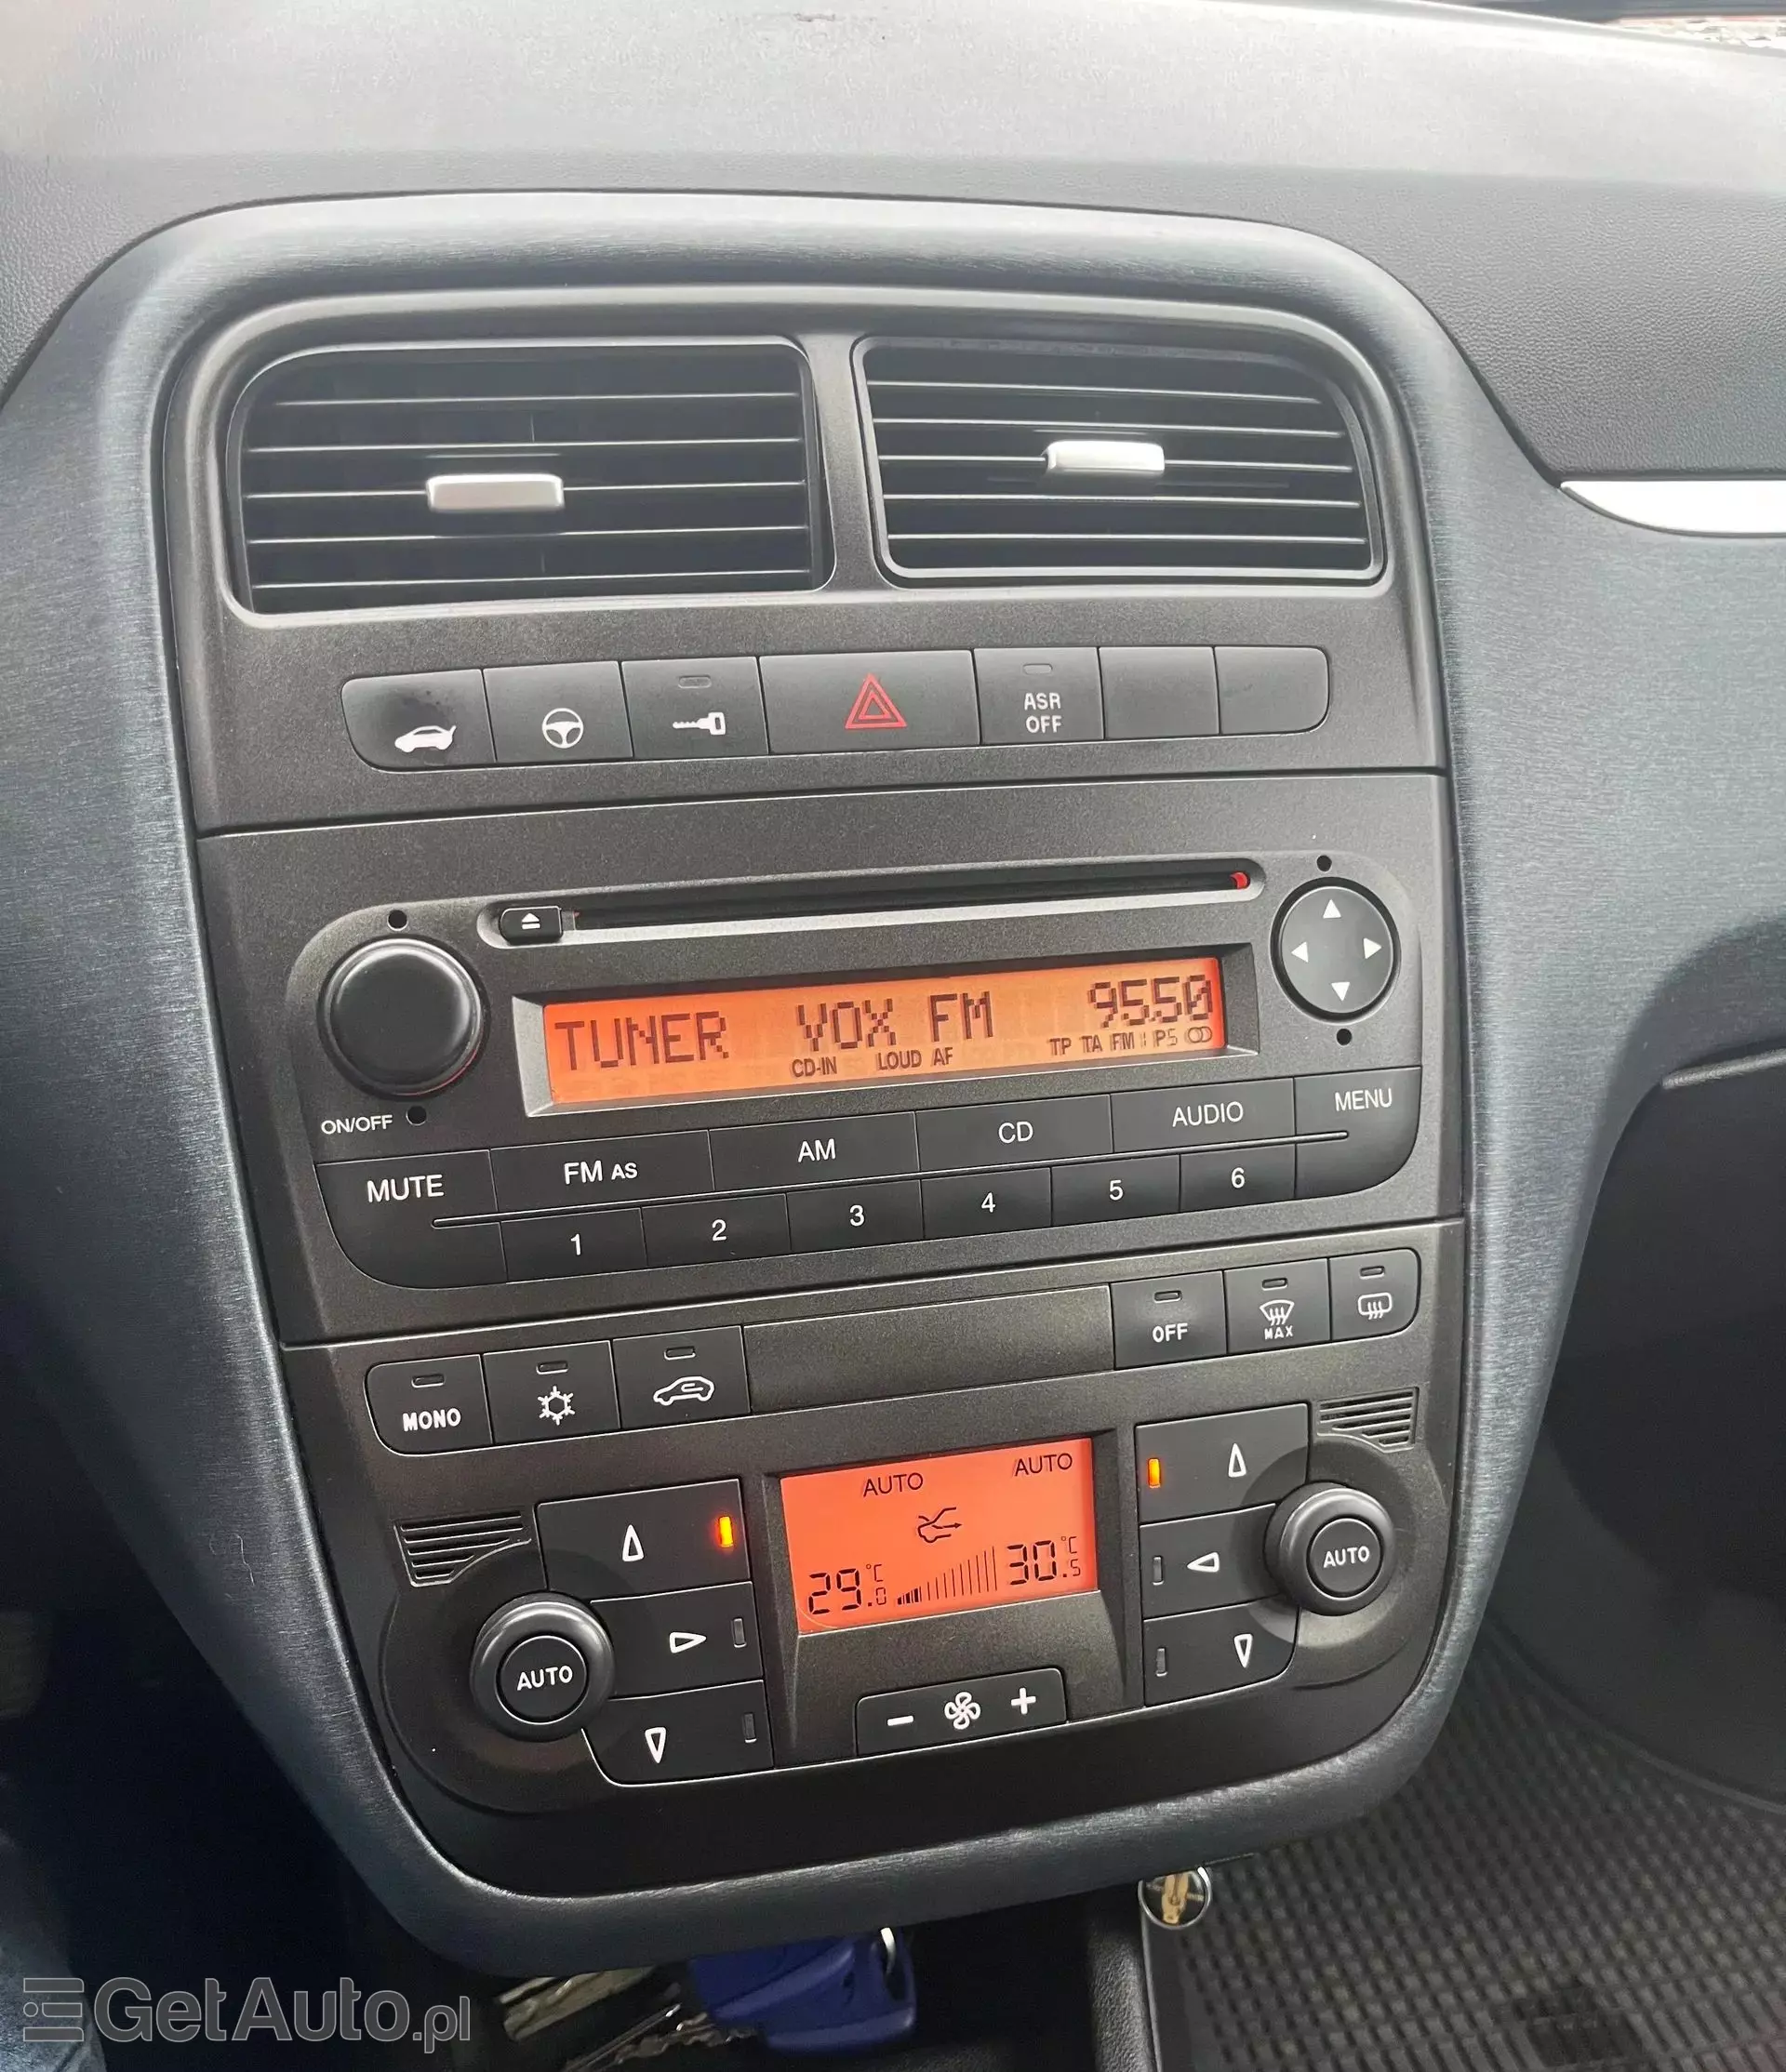 ASR
OFF
TUNER VOX FM 95.50
CD-IN LOUD AF TP TA FM
ON/OFF
MUTE FM AS AM CD AUDIO MENU
1 2 3 4 5 6
MONO OFF MAX
AUTO AUTO
29.0 °C 30.5 °C
AUTO AUTO
- +
GetAuto.pl